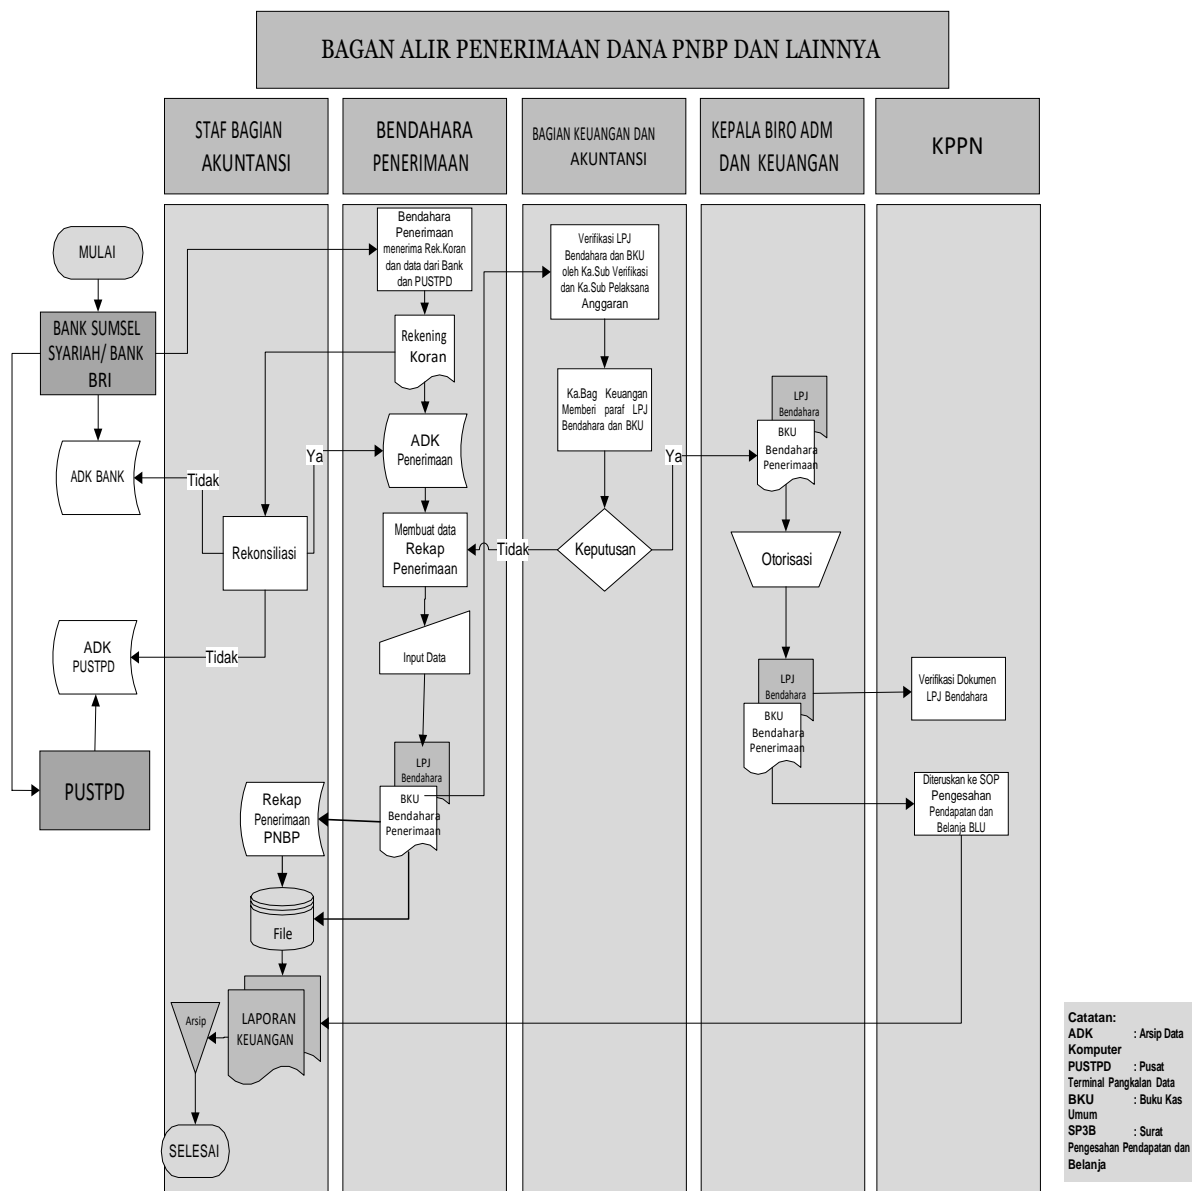 BAGAN ALIR PENERIMAAN DANA PNBP DAN LAINNYA
STAF BAGIAN
AKUNTANSI
BENDAHARA
PENERIMAAN
BAGIAN KEUANGAN DAN
AKUNTANSI
KEPALA BIRO ADM
DAN KEUANGAN
KPPN
MULAI
BANK SUMSEL
SYARIAH/ BANK
BRI
ADK BANK
ADK
PUSTPD
PUSTPD
Tidak
Ya
Rekonsiliasi
Tidak
Rekap
Penerimaan
PNBP
File
LAPORAN
KEUANGAN
Arsip
SELESAI
Bendahara
Penerimaan
menerima Rek.Koran
dan data dari Bank
dan PUSTPD
Rekening
Koran
ADK
Penerimaan
Membuat data
Rekap
Penerimaan
Input Data
LPJ
Bendahara
BKU
Bendahara
Penerimaan
Verifikasi LPJ
Bendahara dan BKU
oleh Ka.Sub Verifikasi
dan Ka.Sub Pelaksana
Anggaran
Ka.Bag Keuangan
Memberi paraf LPJ
Bendahara dan BKU
Tidak
Keputusan
Ya
LPJ
Bendahara
BKU
Bendahara
Penerimaan
Otorisasi
LPJ
Bendahara
BKU
Bendahara
Penerimaan
Verifikasi Dokumen
LPJ Bendahara
Diteruskan ke SOP
Pengesahan
Pendapatan dan
Belanja BLU
Catatan:
ADK : Arsip Data
Komputer
PUSTPD : Pusat
Terminal Pangkalan Data
BKU : Buku Kas
Umum
SP3B : Surat
Pengesahan Pendapatan dan
Belanja